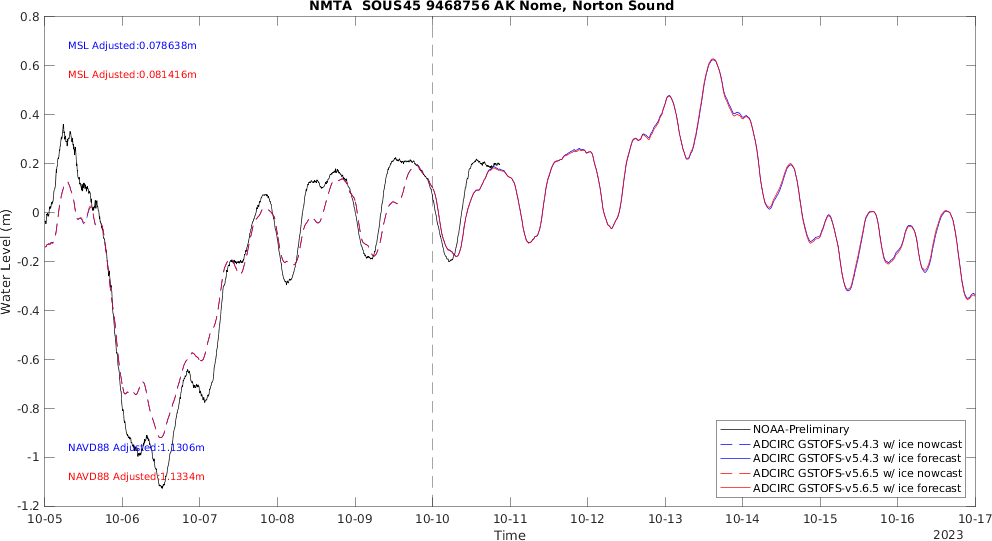 NMTA  SOUS45 9468756 AK Nome, Norton Sound
MSL Adjusted:0.078638m
MSL Adjusted:0.081416m
NAVD88 Adjusted:1.1306m
NAVD88 Adjusted:1.1334m
Water Level (m)
0.8
0.6
0.4
0.2
0
-0.2
-0.4
-0.6
-0.8
-1
-1.2
NOAA-Preliminary
ADCIRC GSTOFS-v5.4.3 w/ ice nowcast
ADCIRC GSTOFS-v5.4.3 w/ ice forecast
ADCIRC GSTOFS-v5.6.5 w/ ice nowcast
ADCIRC GSTOFS-v5.6.5 w/ ice forecast
10-05 10-06 10-07 10-08 10-09 10-10 10-11 10-12 10-13 10-14 10-15 10-16 10-17
Time
2023